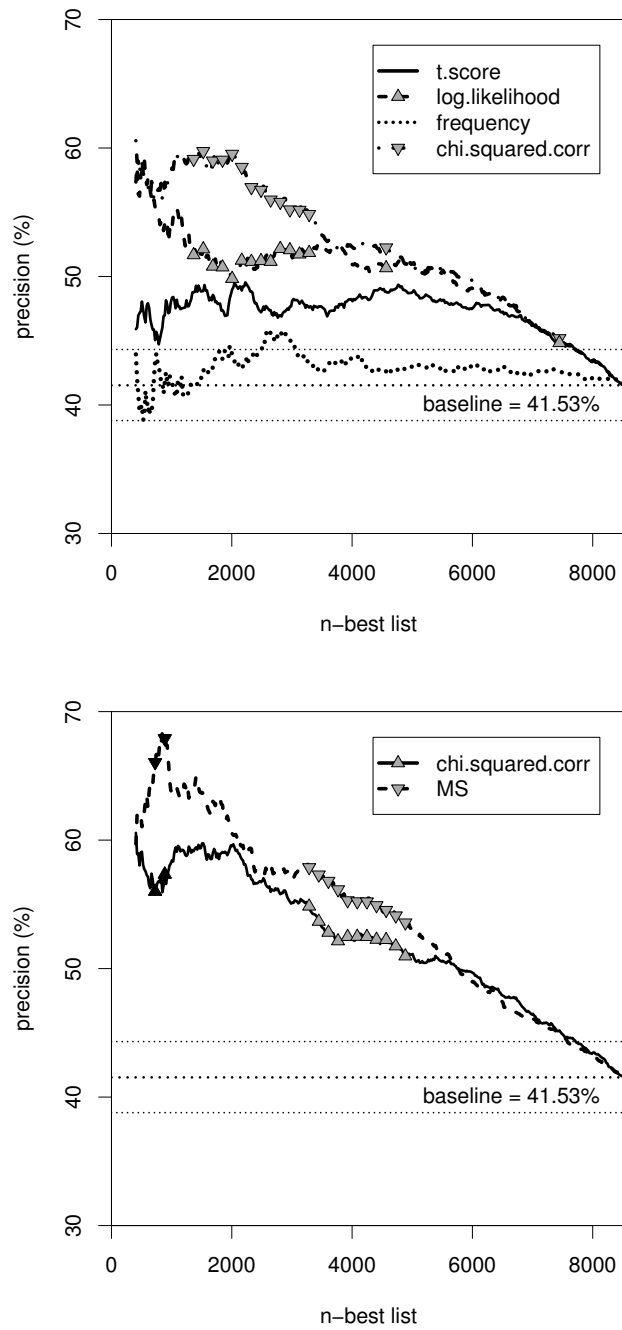 70
60
50
40
30
precision (%)
t.score
log.likelihood
frequency
chi.squared.corr
baseline = 41.53%
0 2000 4000 6000 8000
n−best list
70
60
50
40
30
precision (%)
chi.squared.corr
MS
baseline = 41.53%
0 2000 4000 6000 8000
n−best list